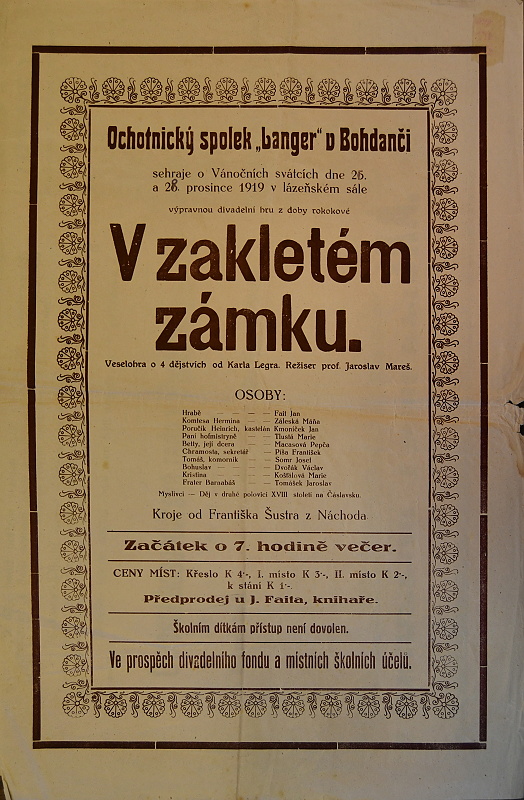 Ochotnický spolek „Langer“ v Bohdanči
sehraje o Vánočních svátcích dne 26.
a 28. prosince 1919 v lázeňském sále
výpravnou divadelní hru z doby rokokové
V zakletém
zámku.
Veselohra o 4 dějstvích od Karla Legra. Režiser prof. Jaroslav Mareš.
OSOBY:
Hrabě — — — — Fait Jan
Komtesa Hermina — — Záleská Máňa
Poručík Heinrich, kastelán Kmoníček Jan
Paní hofmistryně — — Tlustá Marie
Betty, její dcera — — Macasová Pepča
Chramosta, sekretář — Píša František
Tomáš, komorník — — Somr Josef
Bohuslav — — — Dvořák Václav
Kristina — — — Košťálová Marie
Frater Barnabáš — — Tomášek Jaroslav
Myslivci — Děj v druhé polovici XVIII. století na Čáslavsku.
Kroje od Františka Šustra z Náchoda.
Začátek o 7. hodině večer.
CENY MÍST: Křeslo K 4·-, I. místo K 3·-, II. místo K 2·-,
k stání K 1·-.
Předprodej u J. Faita, knihaře.
Školním dítkám přístup není dovolen.
Ve prospěch divadelního fondu a místních školních účelů.